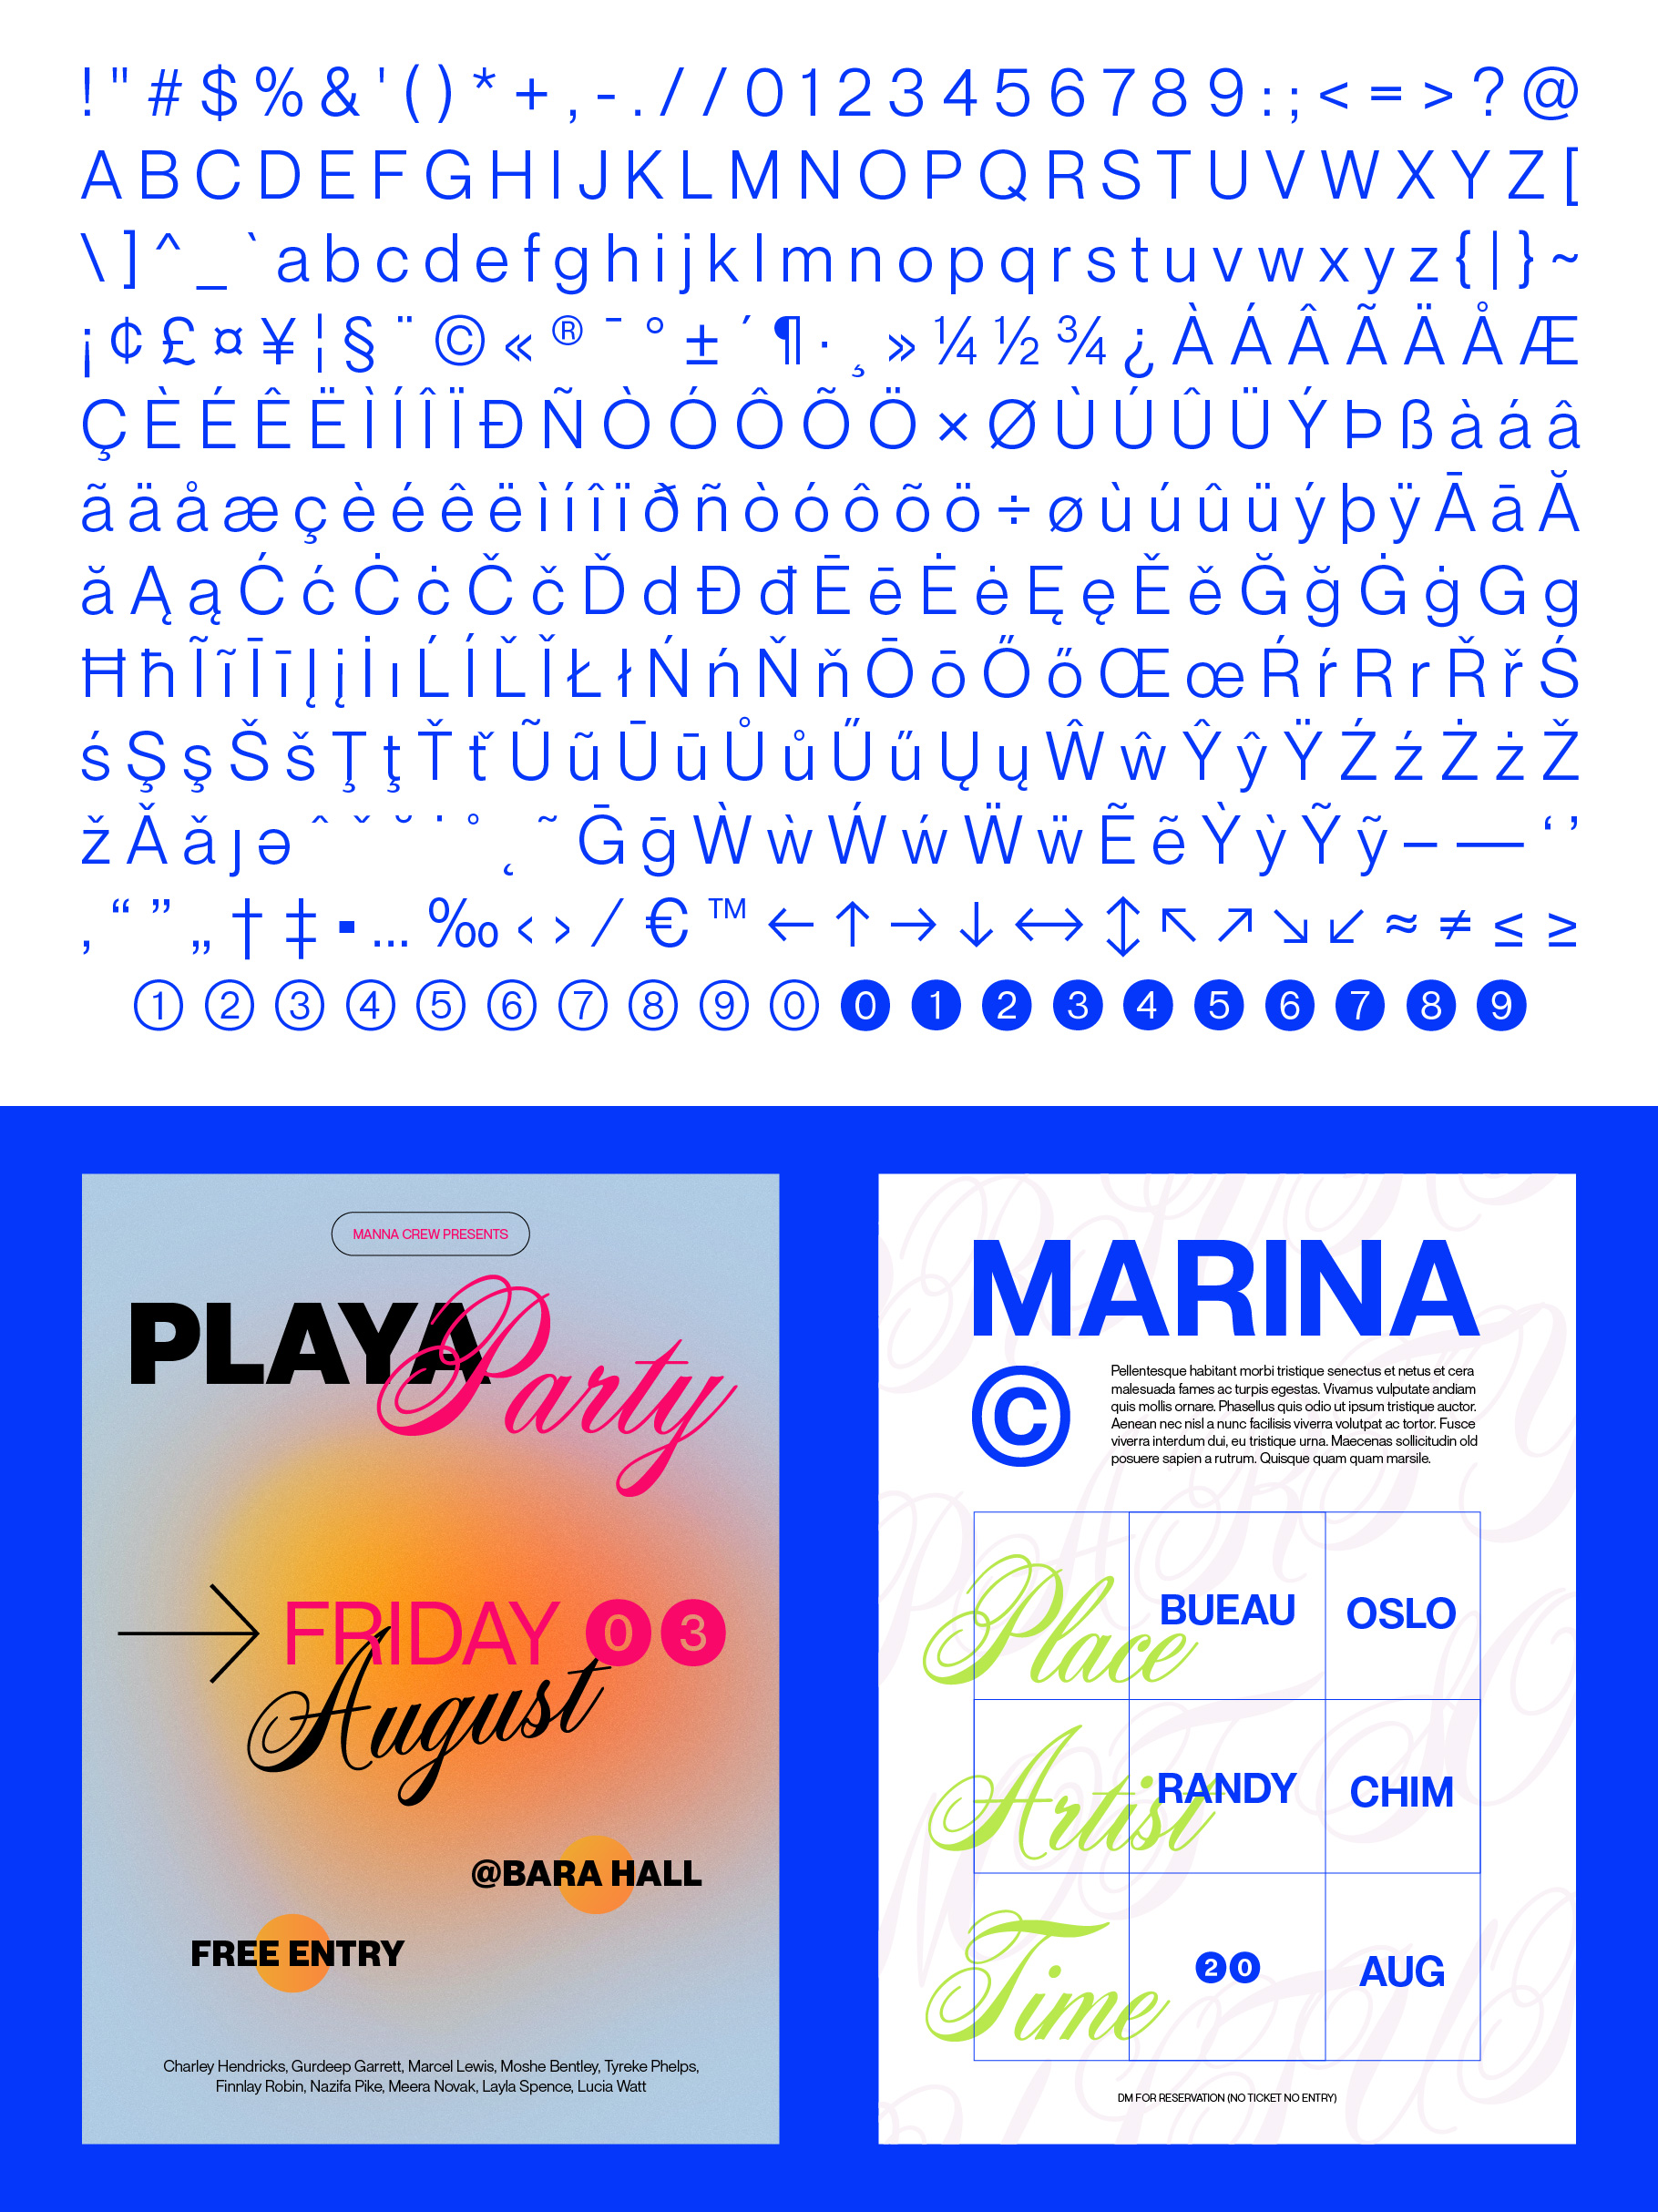 ! " # $ % & ' ( ) * + , - . / / 0 1 2 3 4 5 6 7 8 9 : ; < = > ? @
A B C D E F G H I J K L M N O P Q R S T U V W X Y Z [
\ ] ^ _ ` a b c d e f g h i j k l m n o p q r s t u v w x y z { | } ~
¡ ¢ £ ¤ ¥ ¦ § ¨ © « ® ¯ ° ± ´ ¶ · ¸ » ¼ ½ ¾ ¿ À Á Â Ã Ä Å Æ
Ç È É Ê Ë Ì Í Î Ï Ð Ñ Ò Ó Ô Õ Ö × Ø Ù Ú Û Ü Ý Þ ß à á â
ã ä å æ ç è é ê ë ì í î ï ð ñ ò ó ô õ ö ÷ ø ù ú û ü ý þ ÿ Ā ā Ă
ă Ą ą Ć ć Ċ ċ Č č Ď d Đ đ Ē ē Ė ė Ę ę Ě ě Ğ ğ Ġ ġ G g
Ħ ħ Ĩ ĩ Ī ī Į į İ ı Ĺ Í Ľ Ǐ Ł ł Ń ń Ň ň Ō ō Ő ő Œ œ Ŕ ŕ R r Ř ř Ś
ś Ş ş Š š Ţ ţ Ť ť Ũ ũ Ū ū Ů ů Ű ű Ų ų Ŵ ŵ Ŷ ŷ Ÿ Ź ź Ż ż Ž
ž Ǎ ǎ ȷ ə ˆ ˇ ˘ ˙ ˚ ˛ ˜ Ḡ ḡ Ẁ ẁ Ẃ ẃ Ẅ ẅ Ẽ ẽ Ỳ ỳ Ỹ ỹ – — ‘ ’
‚ “ ” „ † ‡ ▪ … ‰ ‹ › ⁄ € ™ ← ↑ → ↓ ↔ ↕ ↖ ↗ ↘ ↙ ≈ ≠ ≤ ≥
① ② ③ ④ ⑤ ⑥ ⑦ ⑧ ⑨ ⓪ ⓿ ❶ ❷ ❸ ❹ ❺ ❻ ❼ ❽ ❾
MANNA CREW PRESENTS
PLAYA
Party
→ FRIDAY ⓿❸
August
@BARA HALL
FREE ENTRY
Charley Hendricks, Gurdeep Garrett, Marcel Lewis, Moshe Bentley, Tyreke Phelps,
Finnlay Robin, Nazifa Pike, Meera Novak, Layla Spence, Lucia Watt
MARINA
©
Pellentesque habitant morbi tristique senectus et netus et cera
malesuada fames ac turpis egestas. Vivamus vulputate andiam
quis mollis ornare. Phasellus quis odio ut ipsum tristique auctor.
Aenean nec nisl a nunc facilisis viverra volutpat ac tortor. Fusce
viverra interdum dui, eu tristique urna. Maecenas sollicitudin old
posuere sapien a rutrum. Quisque quam quam marsile.
Place BUEAU OSLO
Artist RANDY CHIM
Time ❷⓿ AUG
DM FOR RESERVATION (NO TICKET NO ENTRY)